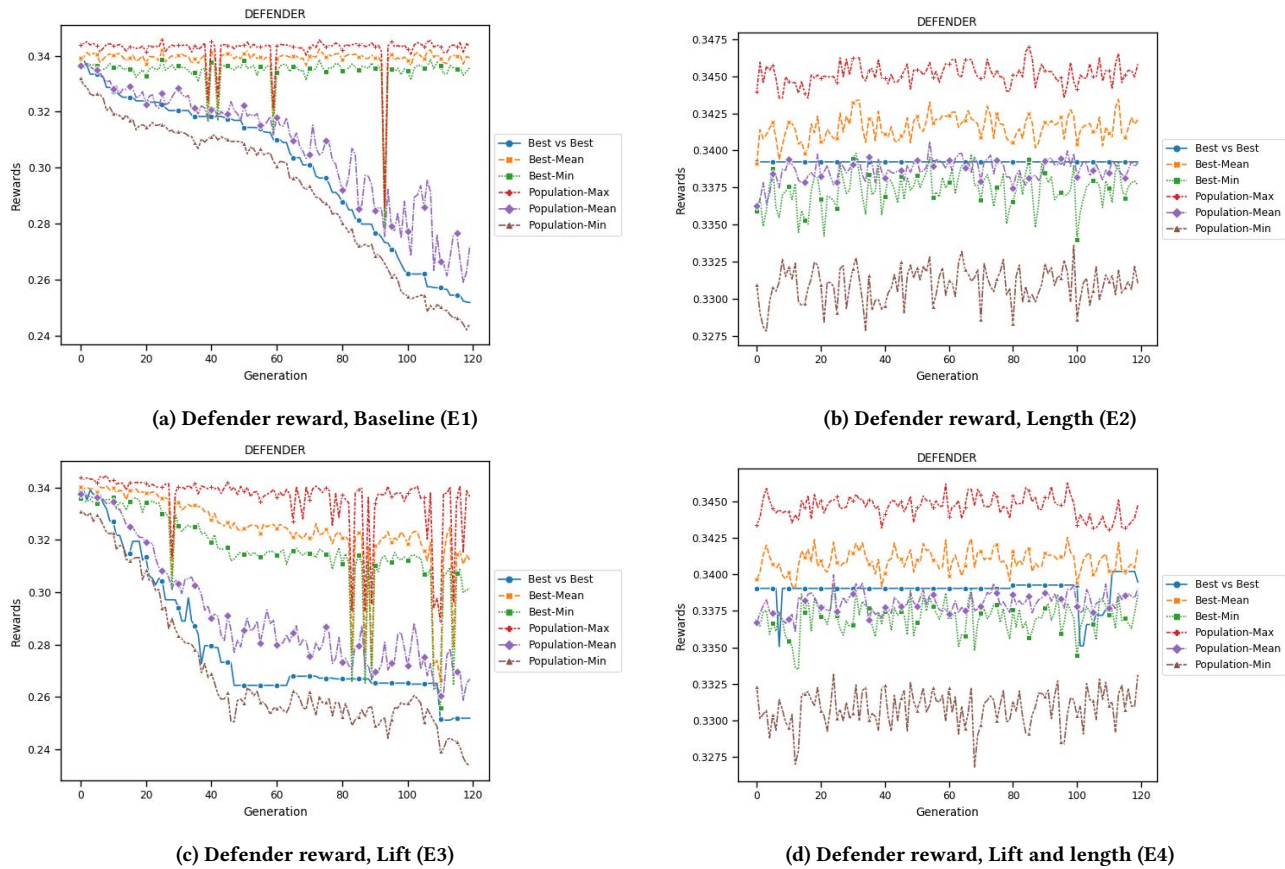 DEFENDER
Rewards
0.34
0.32
0.30
0.28
0.26
0.24
0 20 40 60 80 100 120
Generation
Best vs Best
Best-Mean
Best-Min
Population-Max
Population-Mean
Population-Min
(a) Defender reward, Baseline (E1)
DEFENDER
Rewards
0.3475
0.3450
0.3425
0.3400
0.3375
0.3350
0.3325
0.3300
0.3275
0 20 40 60 80 100 120
Generation
Best vs Best
Best-Mean
Best-Min
Population-Max
Population-Mean
Population-Min
(b) Defender reward, Length (E2)
DEFENDER
Rewards
0.34
0.32
0.30
0.28
0.26
0.24
0 20 40 60 80 100 120
Generation
Best vs Best
Best-Mean
Best-Min
Population-Max
Population-Mean
Population-Min
(c) Defender reward, Lift (E3)
DEFENDER
Rewards
0.3450
0.3425
0.3400
0.3375
0.3350
0.3325
0.3300
0.3275
0 20 40 60 80 100 120
Generation
Best vs Best
Best-Mean
Best-Min
Population-Max
Population-Mean
Population-Min
(d) Defender reward, Lift and length (E4)